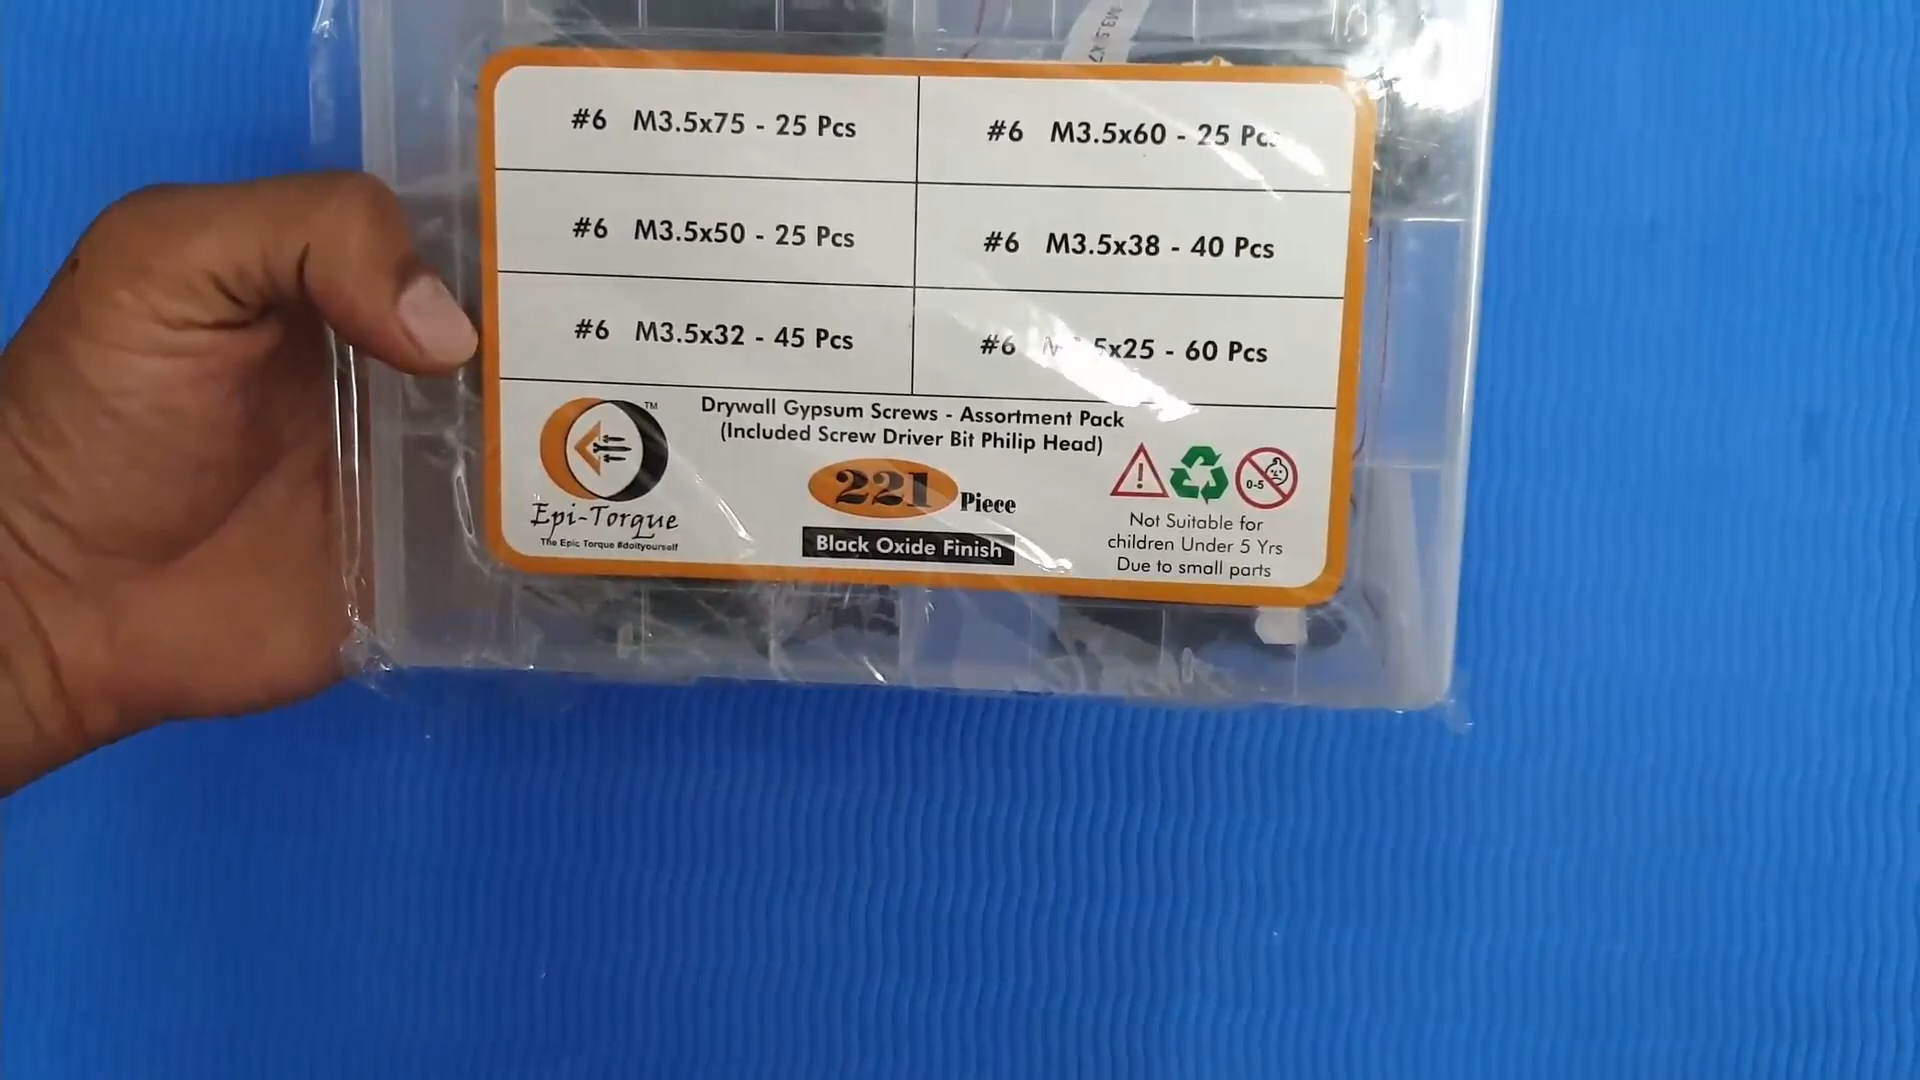 M3.5X7
#6 M3.5x75 - 25 Pcs
#6 M3.5x60 - 25 Pcs
#6 M3.5x50 - 25 Pcs
#6 M3.5x38 - 40 Pcs
#6 M3.5x32 - 45 Pcs
#6 M3.5x25 - 60 Pcs
Drywall Gypsum Screws - Assortment Pack
(Included Screw Driver Bit Philip Head)
221 Piece
Black Oxide Finish
TM
Epi-Torque
The Epic Torque #doityourself
0-5
Not Suitable for
children Under 5 Yrs
Due to small parts